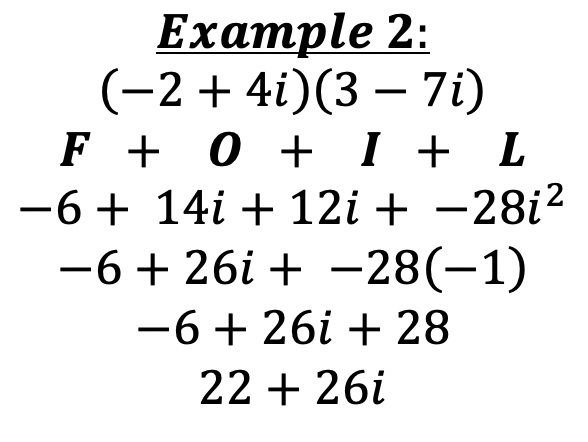 Example 2:
(−2 + 4i)(3 − 7i)
F + O + I + L
−6 + 14i + 12i + −28i²
−6 + 26i + −28(−1)
−6 + 26i + 28
22 + 26i